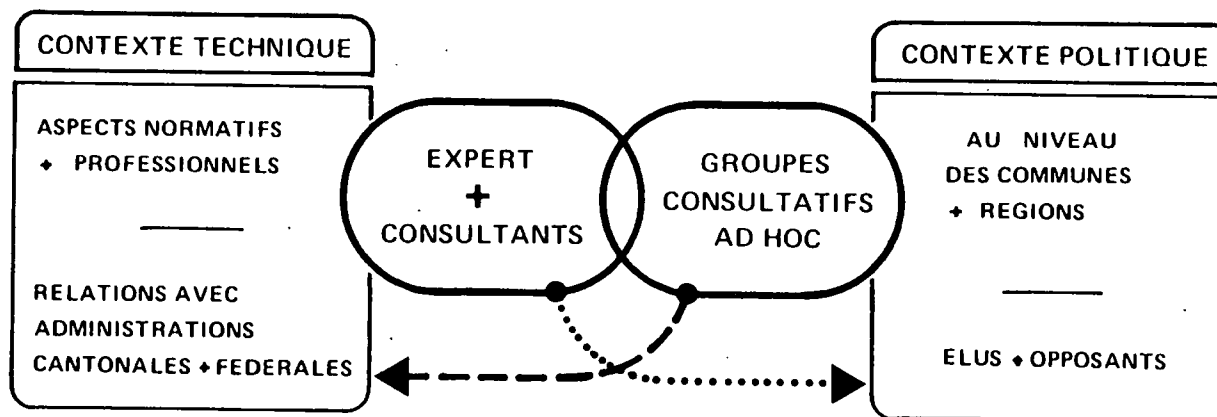 CONTEXTE TECHNIQUE
ASPECTS NORMATIFS
+ PROFESSIONNELS
RELATIONS AVEC
ADMINISTRATIONS
CANTONALES + FEDERALES
EXPERT
+
CONSULTANTS
GROUPES
CONSULTATIFS
AD HOC
CONTEXTE POLITIQUE
AU NIVEAU
DES COMMUNES
+ REGIONS
ELUS + OPPOSANTS